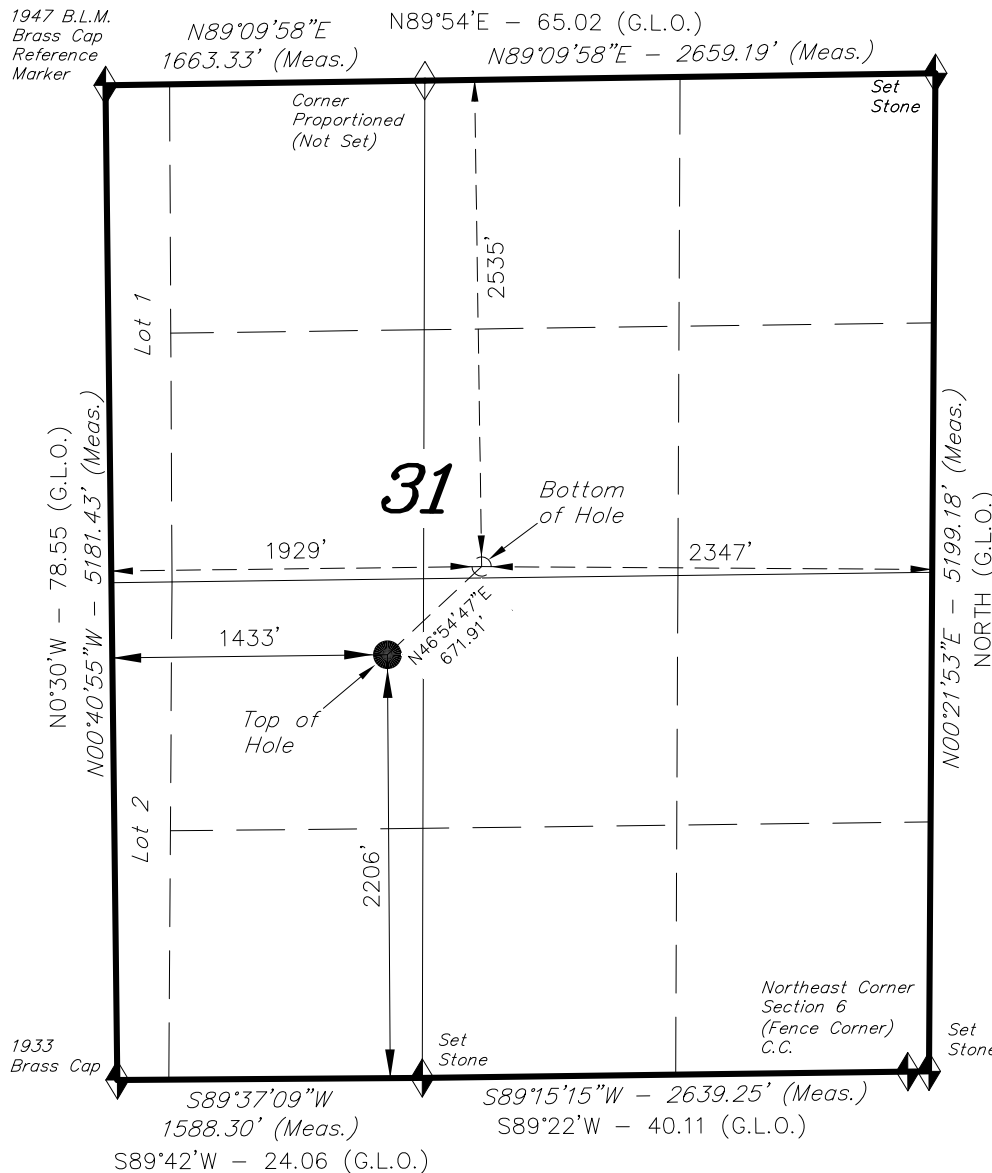 1947 B.L.M.
Brass Cap
Reference
Marker
N89°54'E - 65.02 (G.L.O.)
N89°09'58"E
1663.33' (Meas.)
N89°09'58"E - 2659.19' (Meas.)
Corner
Proportioned
(Not Set)
Set
Stone
2535'
Lot 1
N0°30'W - 78.55 (G.L.O.)
N00°40'55"W - 5181.43' (Meas.)
31
Bottom
of Hole
1929'
2347'
N46°54'47"E
671.91'
1433'
Top of
Hole
N00°21'53"E - 5199.18' (Meas.)
NORTH (G.L.O.)
Lot 2
2206'
Northeast Corner
Section 6
(Fence Corner)
C.C.
Set
Stone
1933
Brass Cap
Set
Stone
S89°37'09"W
1588.30' (Meas.)
S89°42'W - 24.06 (G.L.O.)
S89°15'15"W - 2639.25' (Meas.)
S89°22'W - 40.11 (G.L.O.)